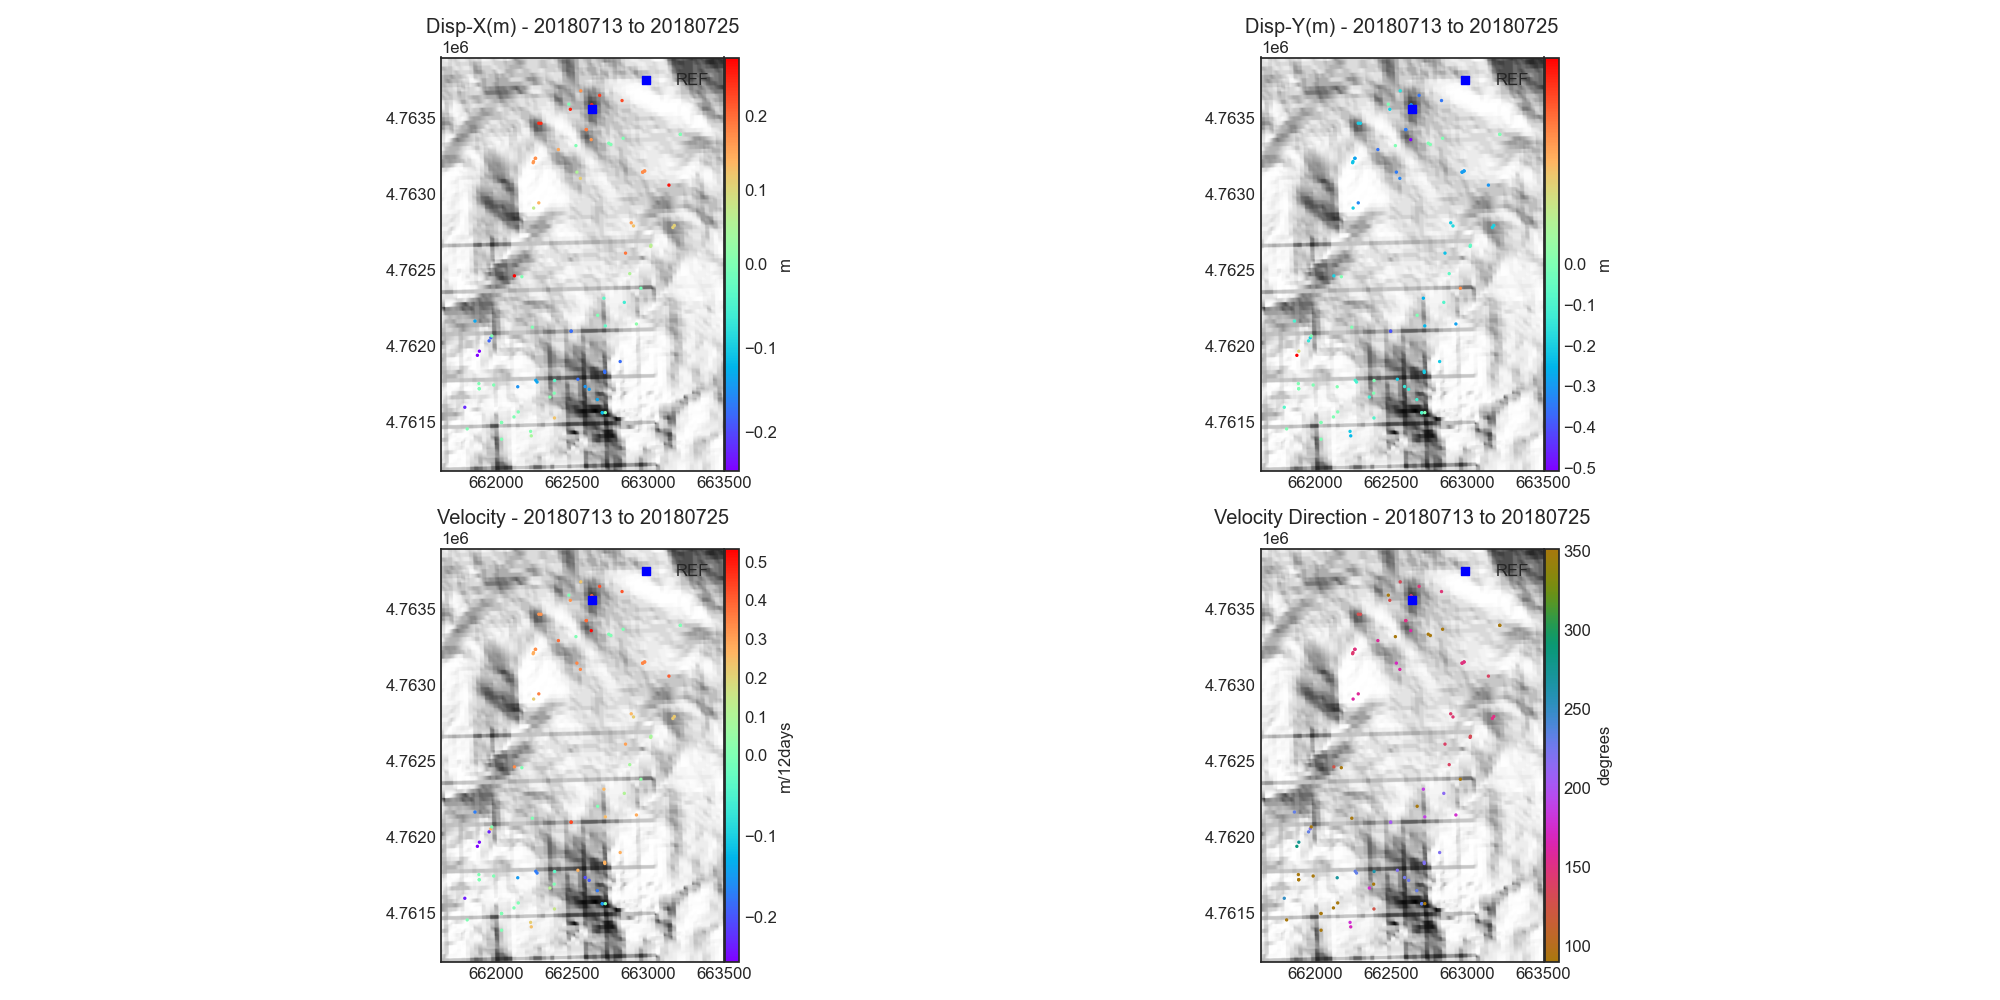 Disp-X(m) - 20180713 to 20180725
1e6
REF
4.7635
4.7630
4.7625
4.7620
4.7615
0.2
0.1
0.0
−0.1
−0.2
m
662000 662500 663000 663500
Disp-Y(m) - 20180713 to 20180725
1e6
REF
4.7635
4.7630
4.7625
4.7620
4.7615
0.0
−0.1
−0.2
−0.3
−0.4
−0.5
m
662000 662500 663000 663500
Velocity - 20180713 to 20180725
1e6
REF
4.7635
4.7630
4.7625
4.7620
4.7615
0.5
0.4
0.3
0.2
0.1
0.0
−0.1
−0.2
m/12days
662000 662500 663000 663500
Velocity Direction - 20180713 to 20180725
1e6
REF
4.7635
4.7630
4.7625
4.7620
4.7615
350
300
250
200
150
100
degrees
662000 662500 663000 663500